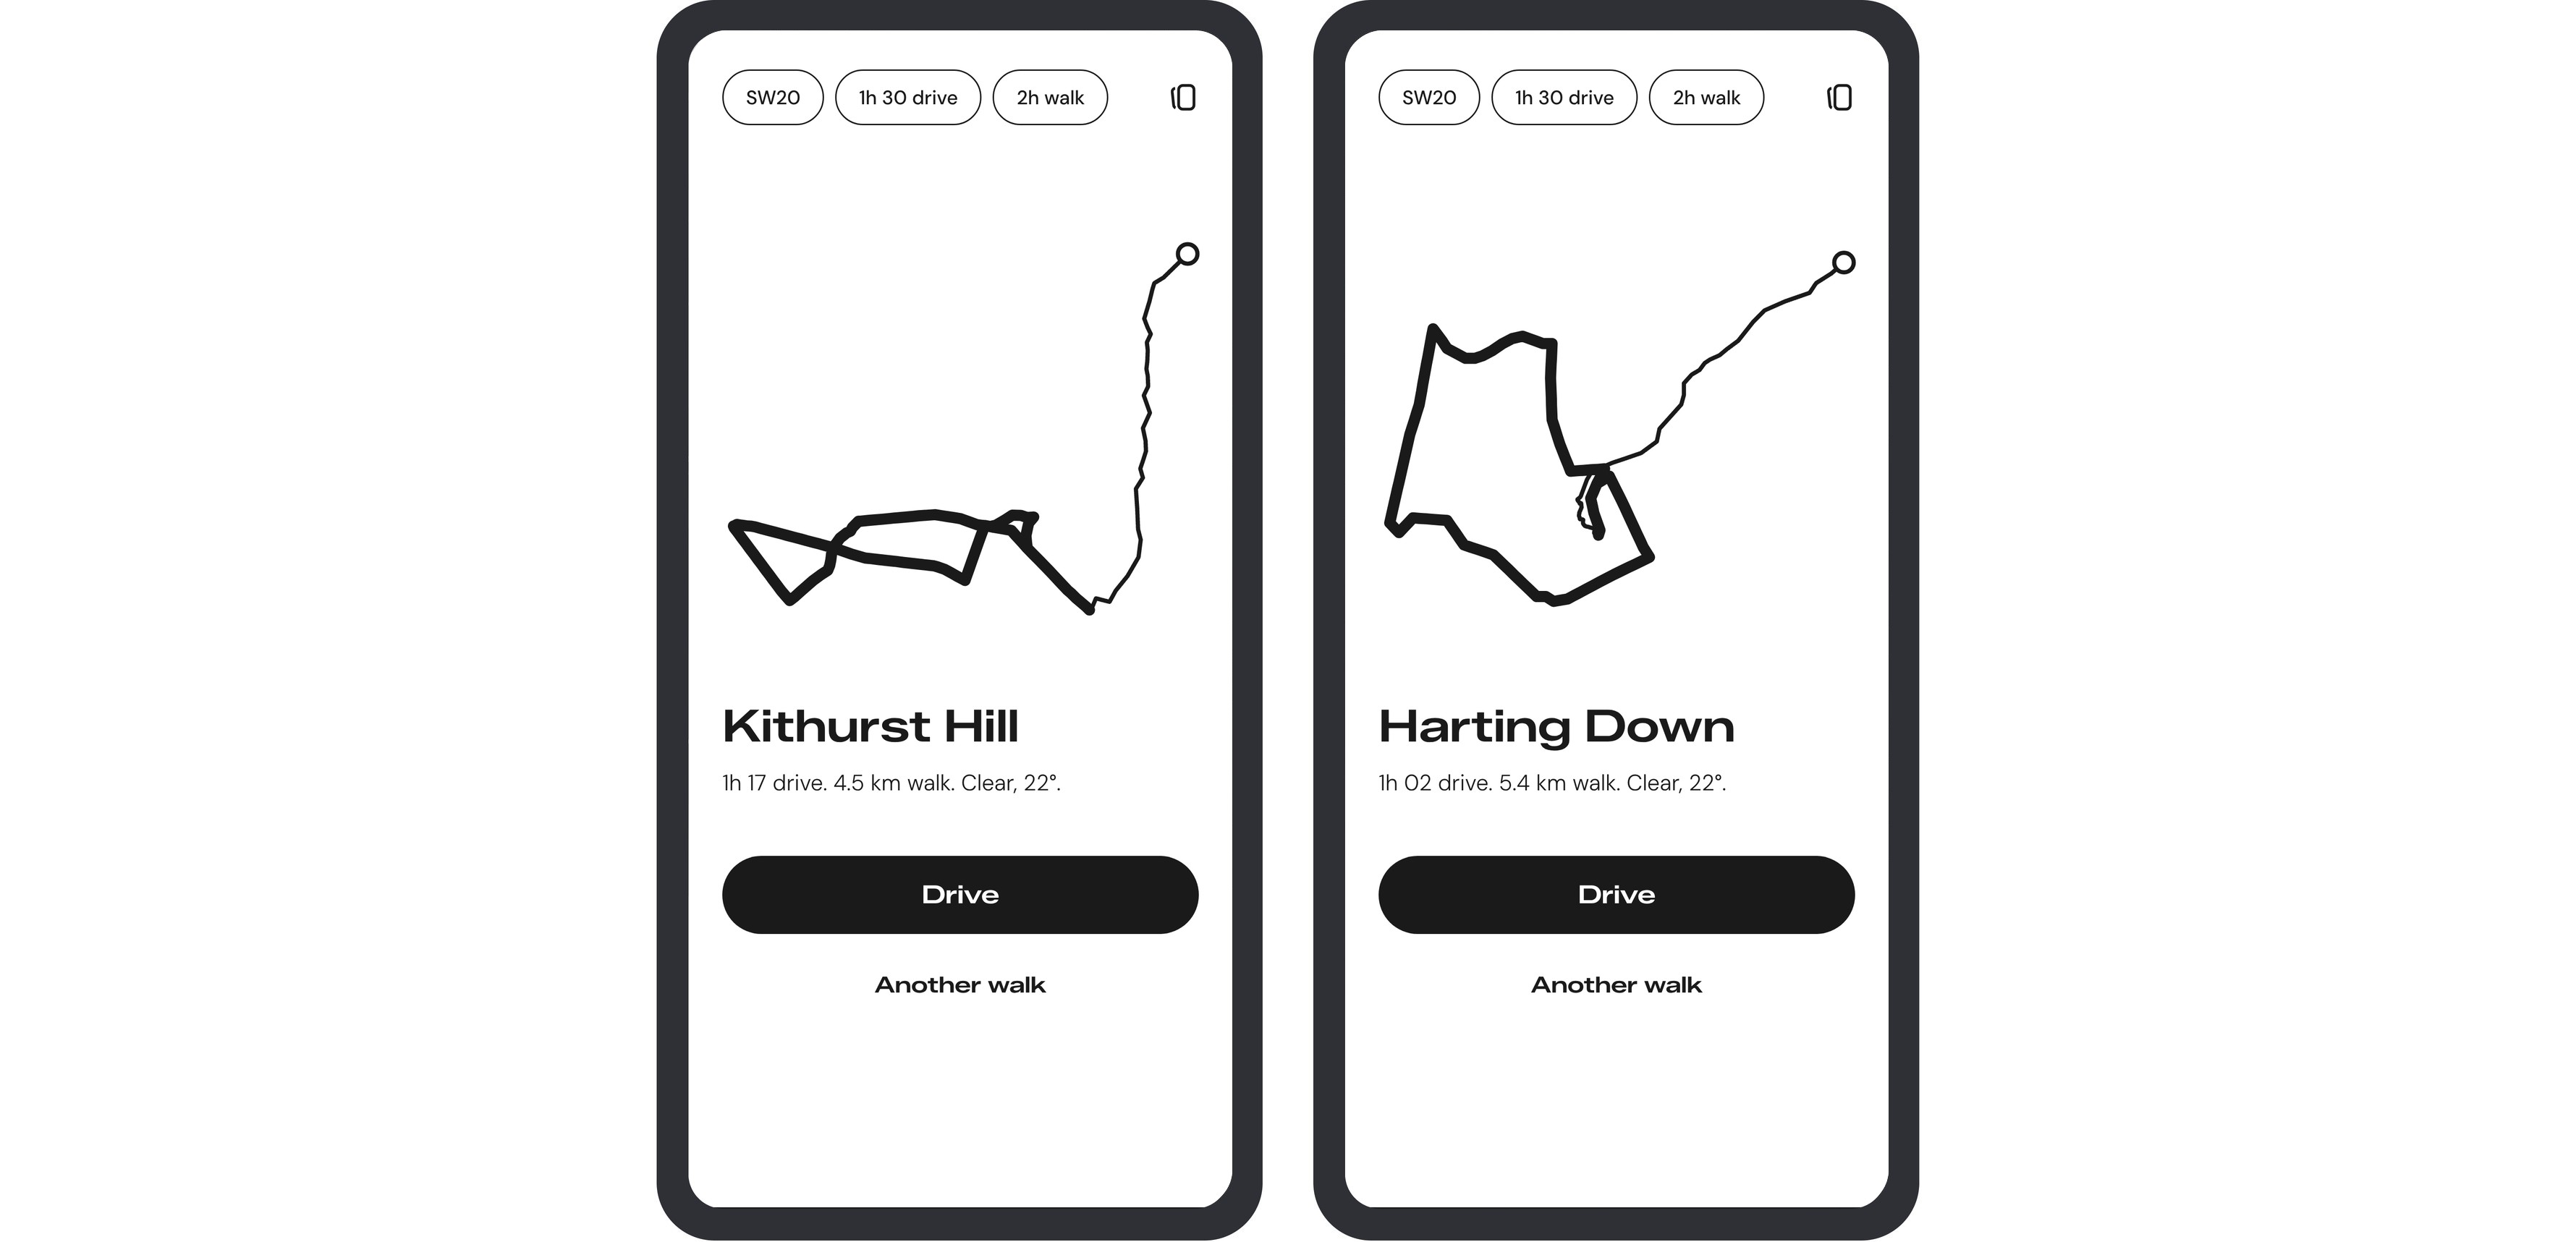 SW20 1h 30 drive 2h walk
Kithurst Hill
1h 17 drive. 4.5 km walk. Clear, 22°.
Drive
Another walk
SW20 1h 30 drive 2h walk
Harting Down
1h 02 drive. 5.4 km walk. Clear, 22°.
Drive
Another walk